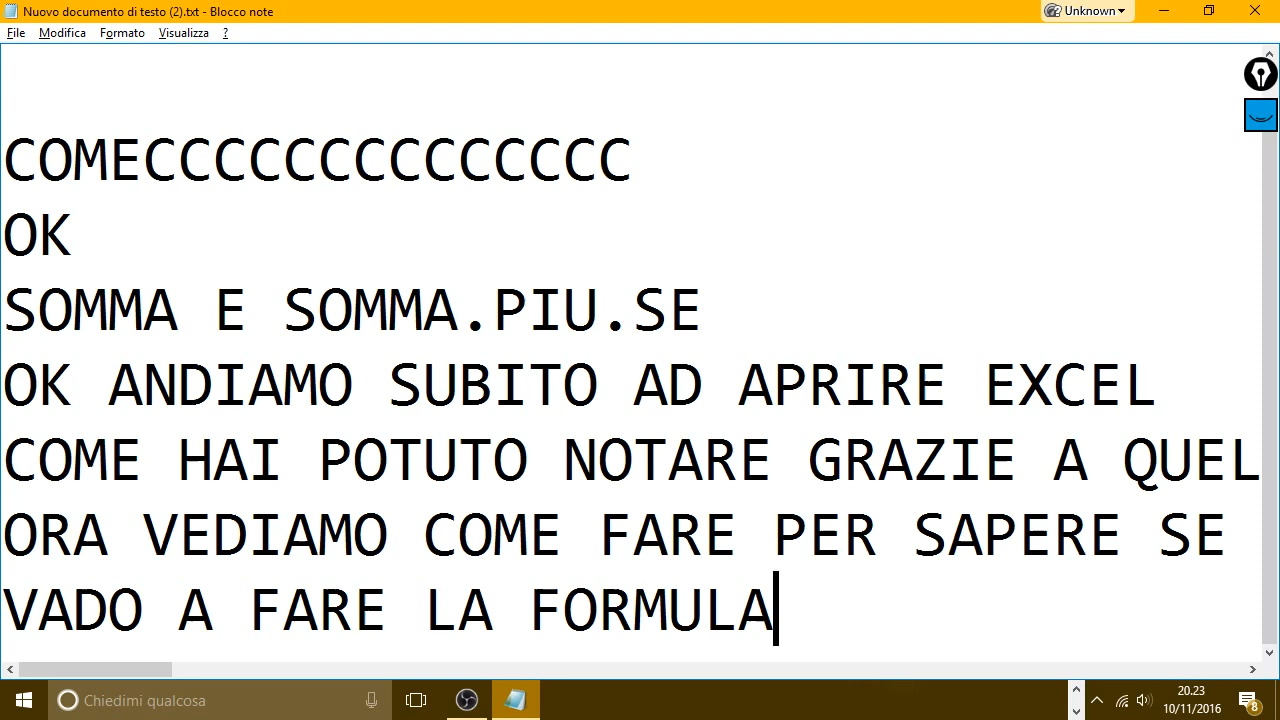 Nuovo documento di testo (2).txt - Blocco note
Unknown
File Modifica Formato Visualizza ?
COMECCCCCCCCCCCCCC
OK
SOMMA E SOMMA.PIU.SE
OK ANDIAMO SUBITO AD APRIRE EXCEL
COME HAI POTUTO NOTARE GRAZIE A QUEL
ORA VEDIAMO COME FARE PER SAPERE SE
VADO A FARE LA FORMULA
Chiedimi qualcosa
20.23
10/11/2016
8